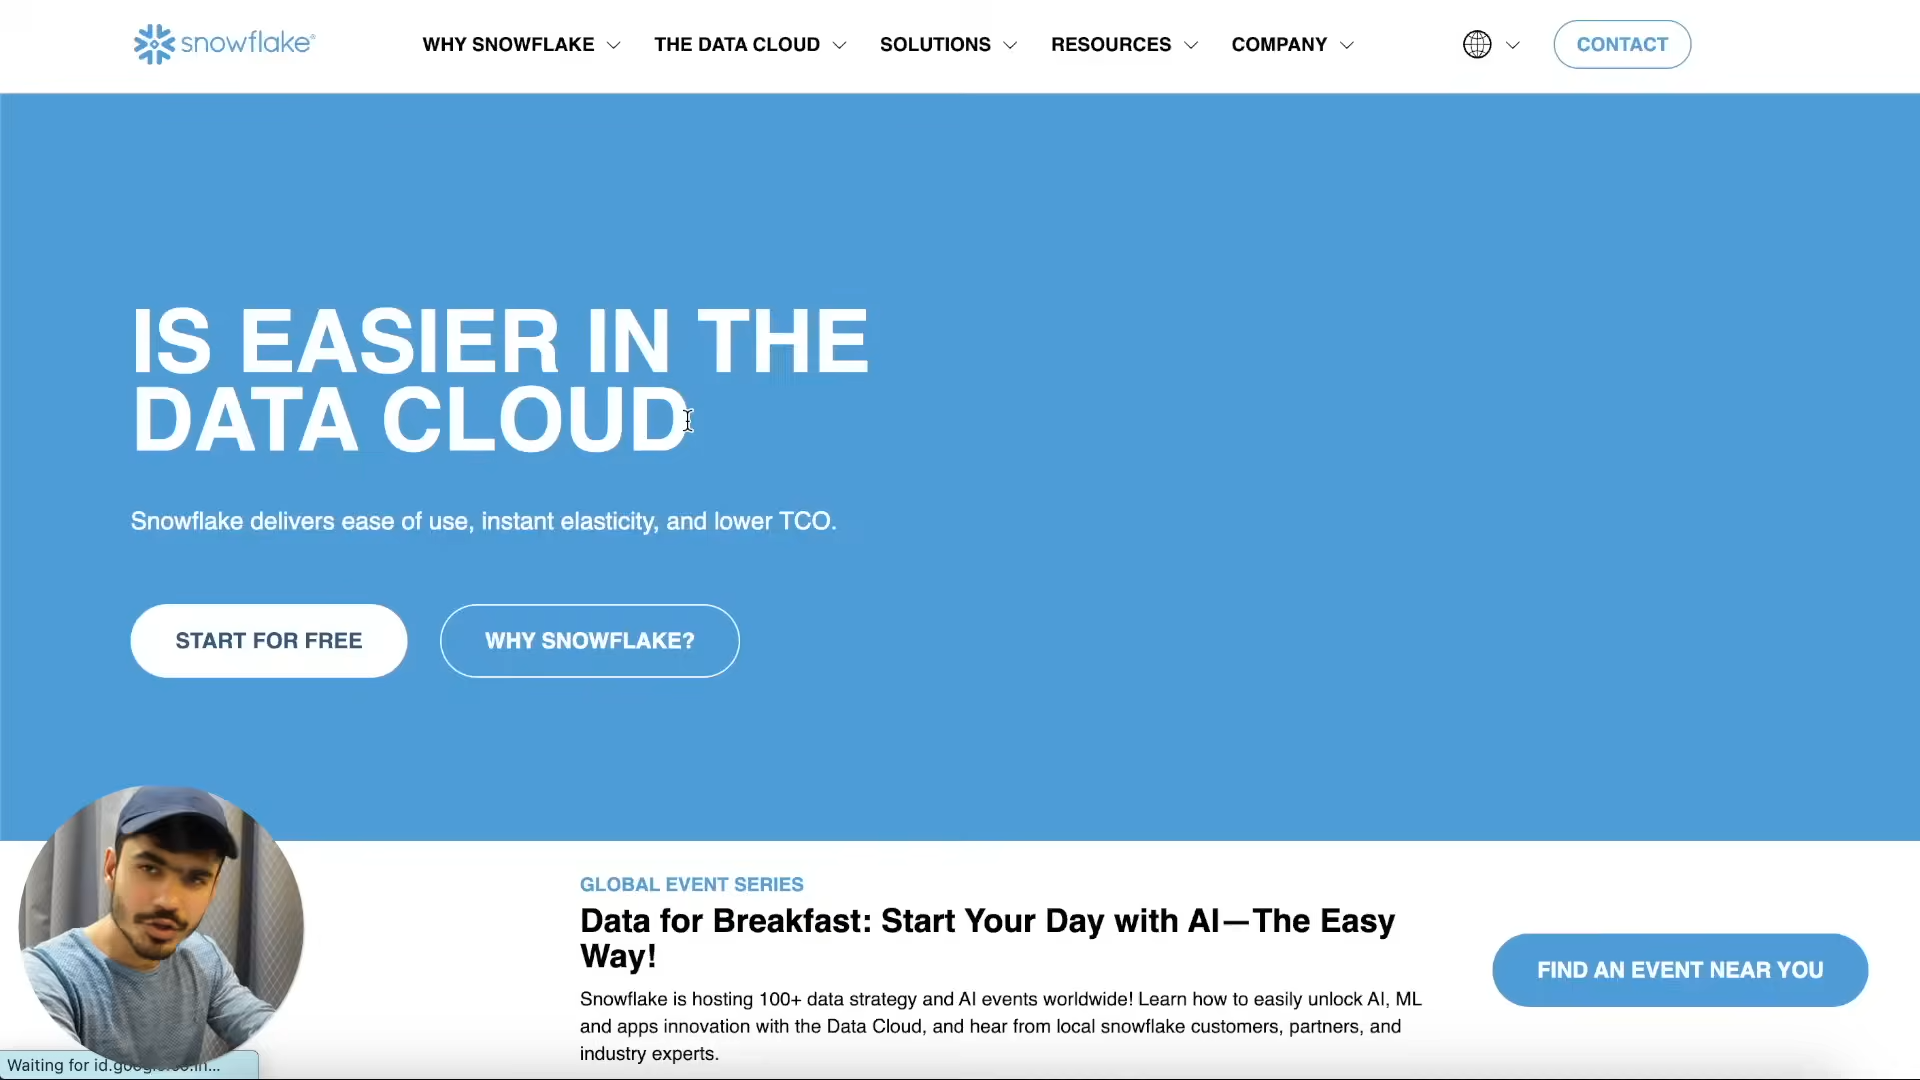 snowflake®
WHY SNOWFLAKE
THE DATA CLOUD
SOLUTIONS
RESOURCES
COMPANY
CONTACT
IS EASIER IN THE
DATA CLOUD
Snowflake delivers ease of use, instant elasticity, and lower TCO.
START FOR FREE
WHY SNOWFLAKE?
GLOBAL EVENT SERIES
Data for Breakfast: Start Your Day with AI—The Easy
Way!
Snowflake is hosting 100+ data strategy and AI events worldwide! Learn how to easily unlock AI, ML
and apps innovation with the Data Cloud, and hear from local snowflake customers, partners, and
industry experts.
FIND AN EVENT NEAR YOU
Waiting for